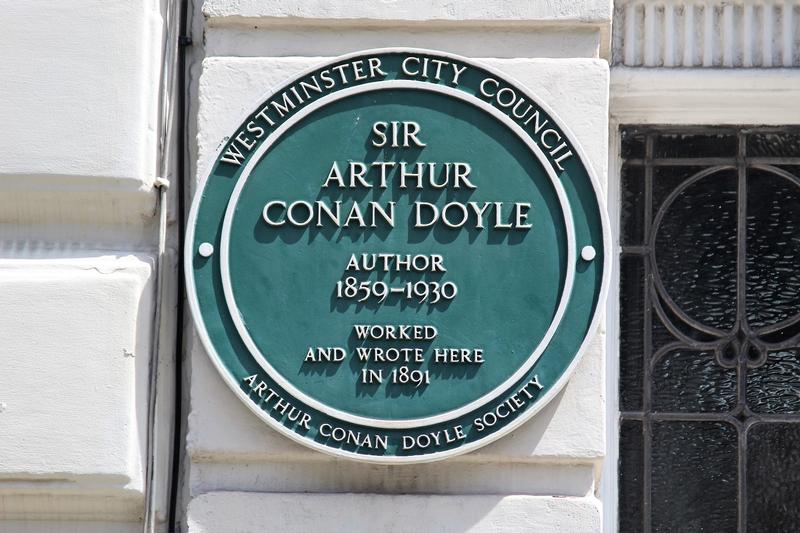 WESTMINSTER CITY COUNCIL
SIR
ARTHUR
CONAN DOYLE
AUTHOR
1859–1930
WORKED
AND WROTE HERE
IN 1891
ARTHUR CONAN DOYLE SOCIETY